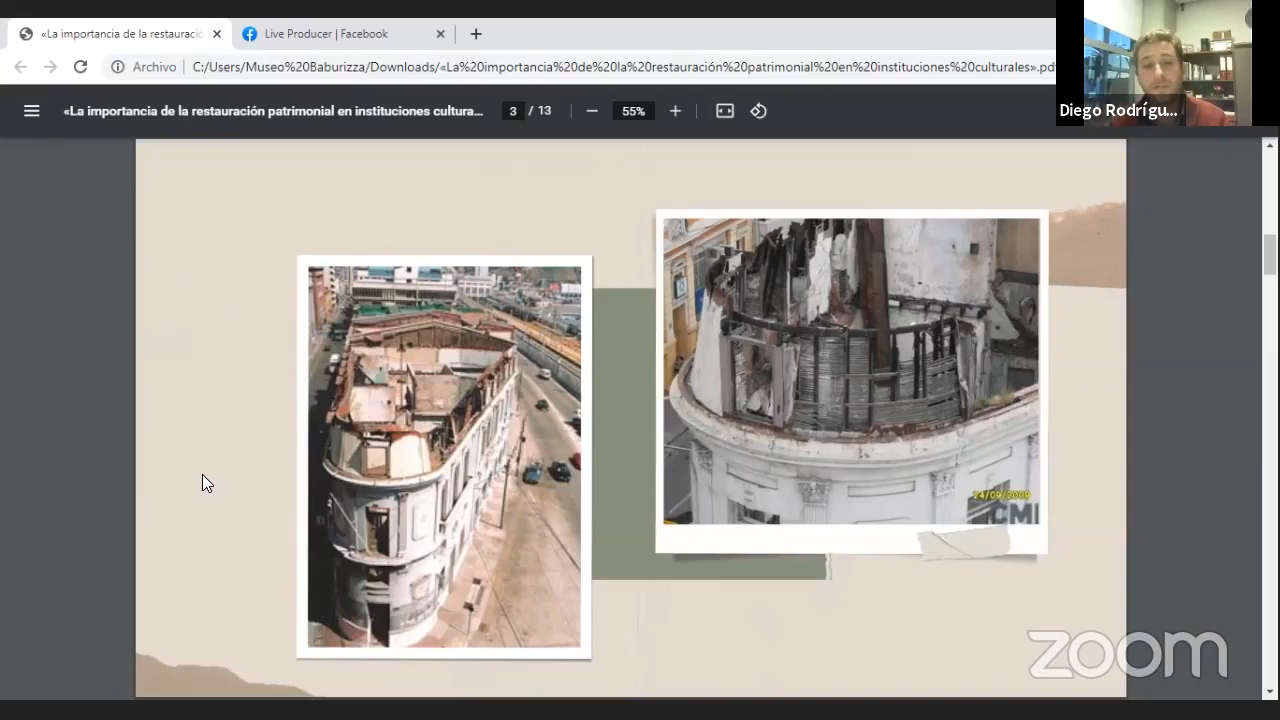 «La importancia de la restauració
Live Producer | Facebook
Archivo
C:/Users/Museo%20Baburizza/Downloads/«La%20importancia%20de%20la%20restauración%20patrimonial%20en%20instituciones%20culturales».pdf
«La importancia de la restauración patrimonial en instituciones cultura...
3 / 13
55%
Diego Rodrígu...
24/09/2009
CMI
zoom